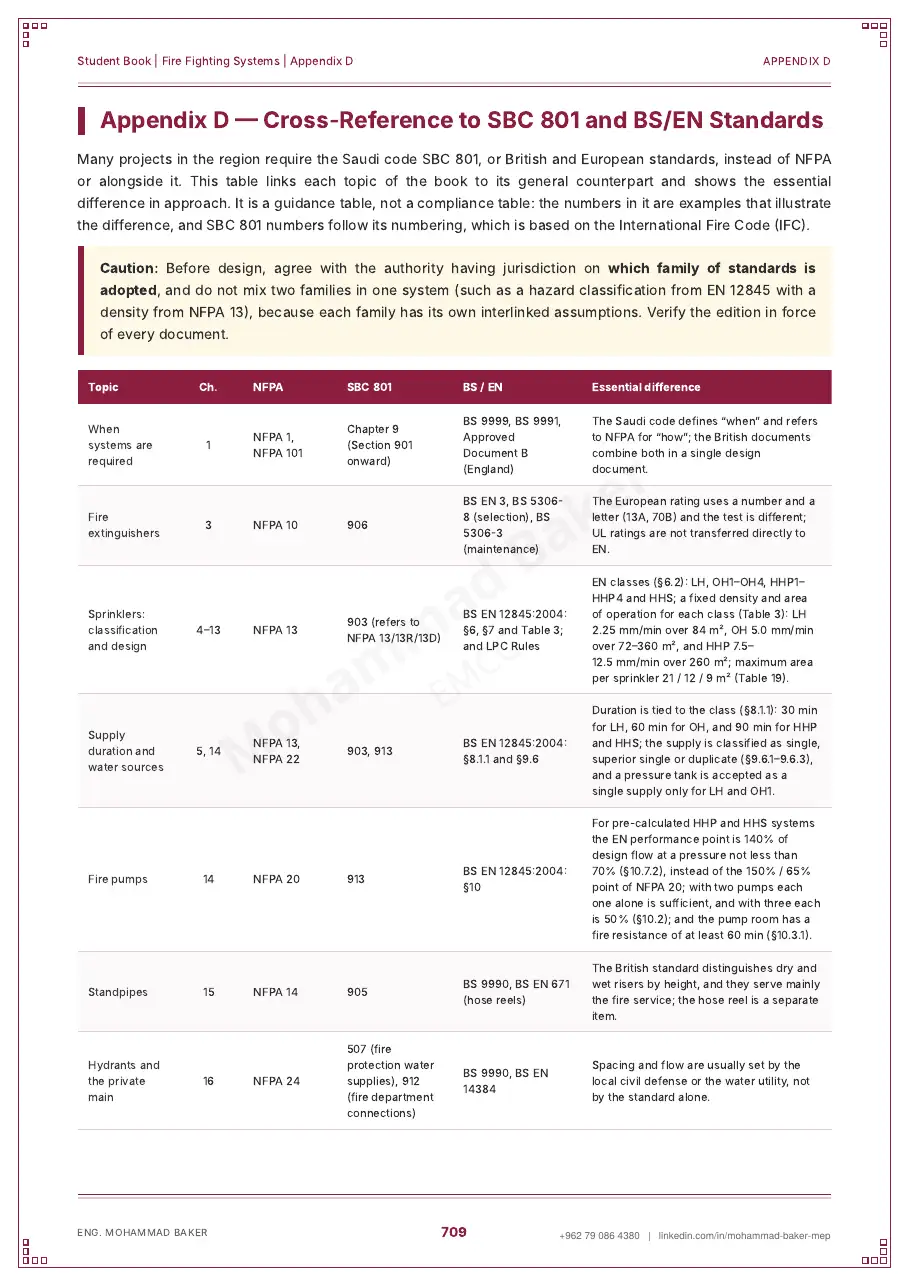 Student Book | Fire Fighting Systems | Appendix D
APPENDIX D
Appendix D — Cross-Reference to SBC 801 and BS/EN Standards
Many projects in the region require the Saudi code SBC 801, or British and European standards, instead of NFPA
or alongside it. This table links each topic of the book to its general counterpart and shows the essential
difference in approach. It is a guidance table, not a compliance table: the numbers in it are examples that illustrate
the difference, and SBC 801 numbers follow its numbering, which is based on the International Fire Code (IFC).
Caution: Before design, agree with the authority having jurisdiction on which family of standards is
adopted, and do not mix two families in one system (such as a hazard classification from EN 12845 with a
density from NFPA 13), because each family has its own interlinked assumptions. Verify the edition in force
of every document.
Topic Ch. NFPA SBC 801 BS / EN Essential difference
When
systems are
required
1
NFPA 1,
NFPA 101
Chapter 9
(Section 901
onward)
BS 9999, BS 9991,
Approved
Document B
(England)
The Saudi code defines “when” and refers
to NFPA for “how”; the British documents
combine both in a single design
document.
Fire
extinguishers
3
NFPA 10
906
BS EN 3, BS 5306-
8 (selection), BS
5306-3
(maintenance)
The European rating uses a number and a
letter (13A, 70B) and the test is different;
UL ratings are not transferred directly to
EN.
Sprinklers:
classification
and design
4–13
NFPA 13
903 (refers to
NFPA 13/13R/13D)
BS EN 12845:2004:
§6, §7 and Table 3;
and LPC Rules
EN classes (§6.2): LH, OH1–OH4, HHP1–
HHP4 and HHS; a fixed density and area
of operation for each class (Table 3): LH
2.25 mm/min over 84 m², OH 5.0 mm/min
over 72–360 m², and HHP 7.5–
12.5 mm/min over 260 m²; maximum area
per sprinkler 21 / 12 / 9 m² (Table 19).
Supply
duration and
water sources
5, 14
NFPA 13,
NFPA 22
903, 913
BS EN 12845:2004:
§8.1.1 and §9.6
Duration is tied to the class (§8.1.1): 30 min
for LH, 60 min for OH, and 90 min for HHP
and HHS; the supply is classified as single,
superior single or duplicate (§9.6.1–9.6.3),
and a pressure tank is accepted as a
single supply only for LH and OH1.
Fire pumps
14
NFPA 20
913
BS EN 12845:2004:
§10
For pre-calculated HHP and HHS systems
the EN performance point is 140% of
design flow at a pressure not less than
70% (§10.7.2), instead of the 150% / 65%
point of NFPA 20; with two pumps each
one alone is sufficient, and with three each
is 50% (§10.2); and the pump room has a
fire resistance of at least 60 min (§10.3.1).
Standpipes
15
NFPA 14
905
BS 9990, BS EN 671
(hose reels)
The British standard distinguishes dry and
wet risers by height, and they serve mainly
the fire service; the hose reel is a separate
item.
Hydrants and
the private
main
16
NFPA 24
507 (fire
protection water
supplies), 912
(fire department
connections)
BS 9990, BS EN
14384
Spacing and flow are usually set by the
local civil defense or the water utility, not
by the standard alone.
Mohammad Baker
ENG. MOHAMMAD BAKER
709
+962 79 086 4380 | linkedin.com/in/mohammad-baker-mep